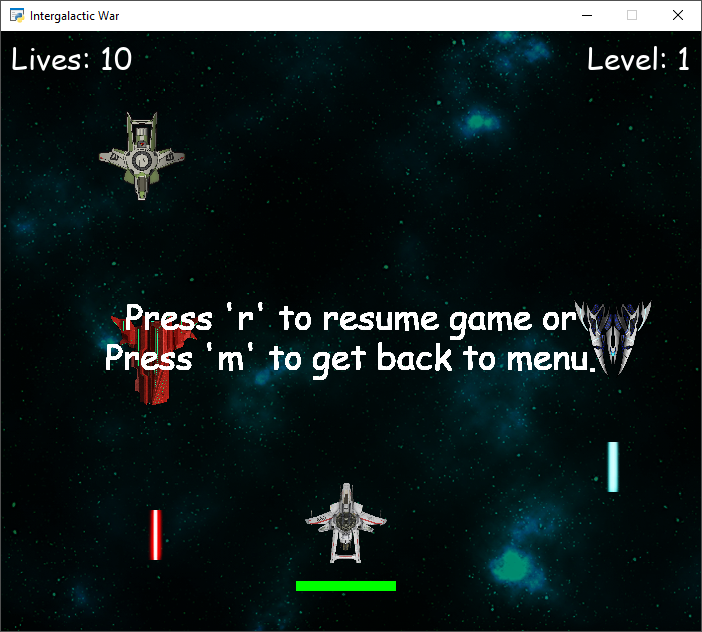 Intergalactic War
Lives: 10
Level: 1
Press 'r' to resume game or
Press 'm' to get back to menu.